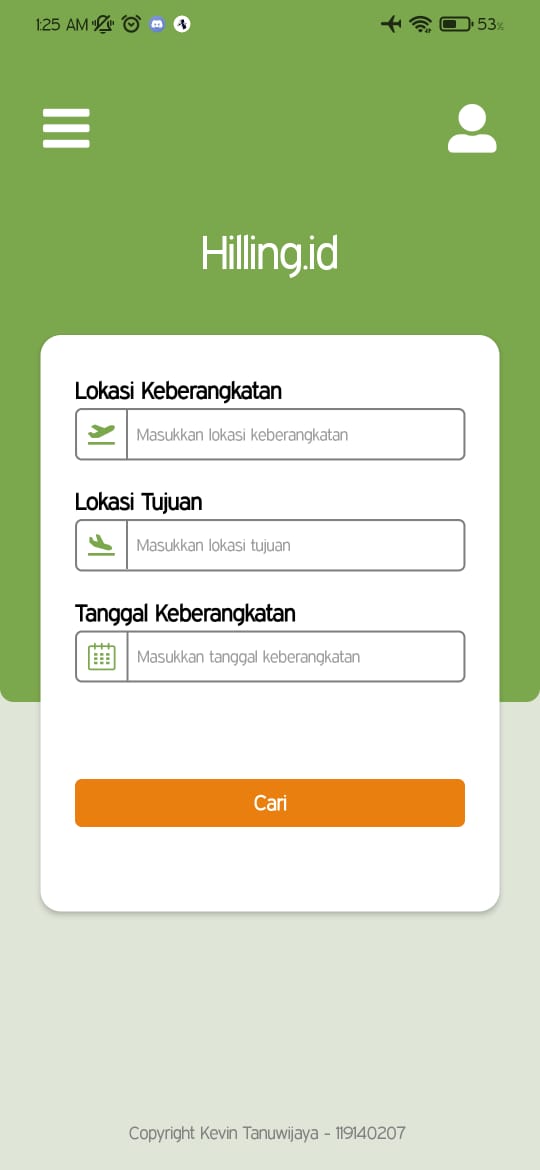 1:25 AM 53%
Hilling.id
Lokasi Keberangkatan
Masukkan lokasi keberangkatan
Lokasi Tujuan
Masukkan lokasi tujuan
Tanggal Keberangkatan
Masukkan tanggal keberangkatan
Cari
Copyright Kevin Tanuwijaya - 119140207